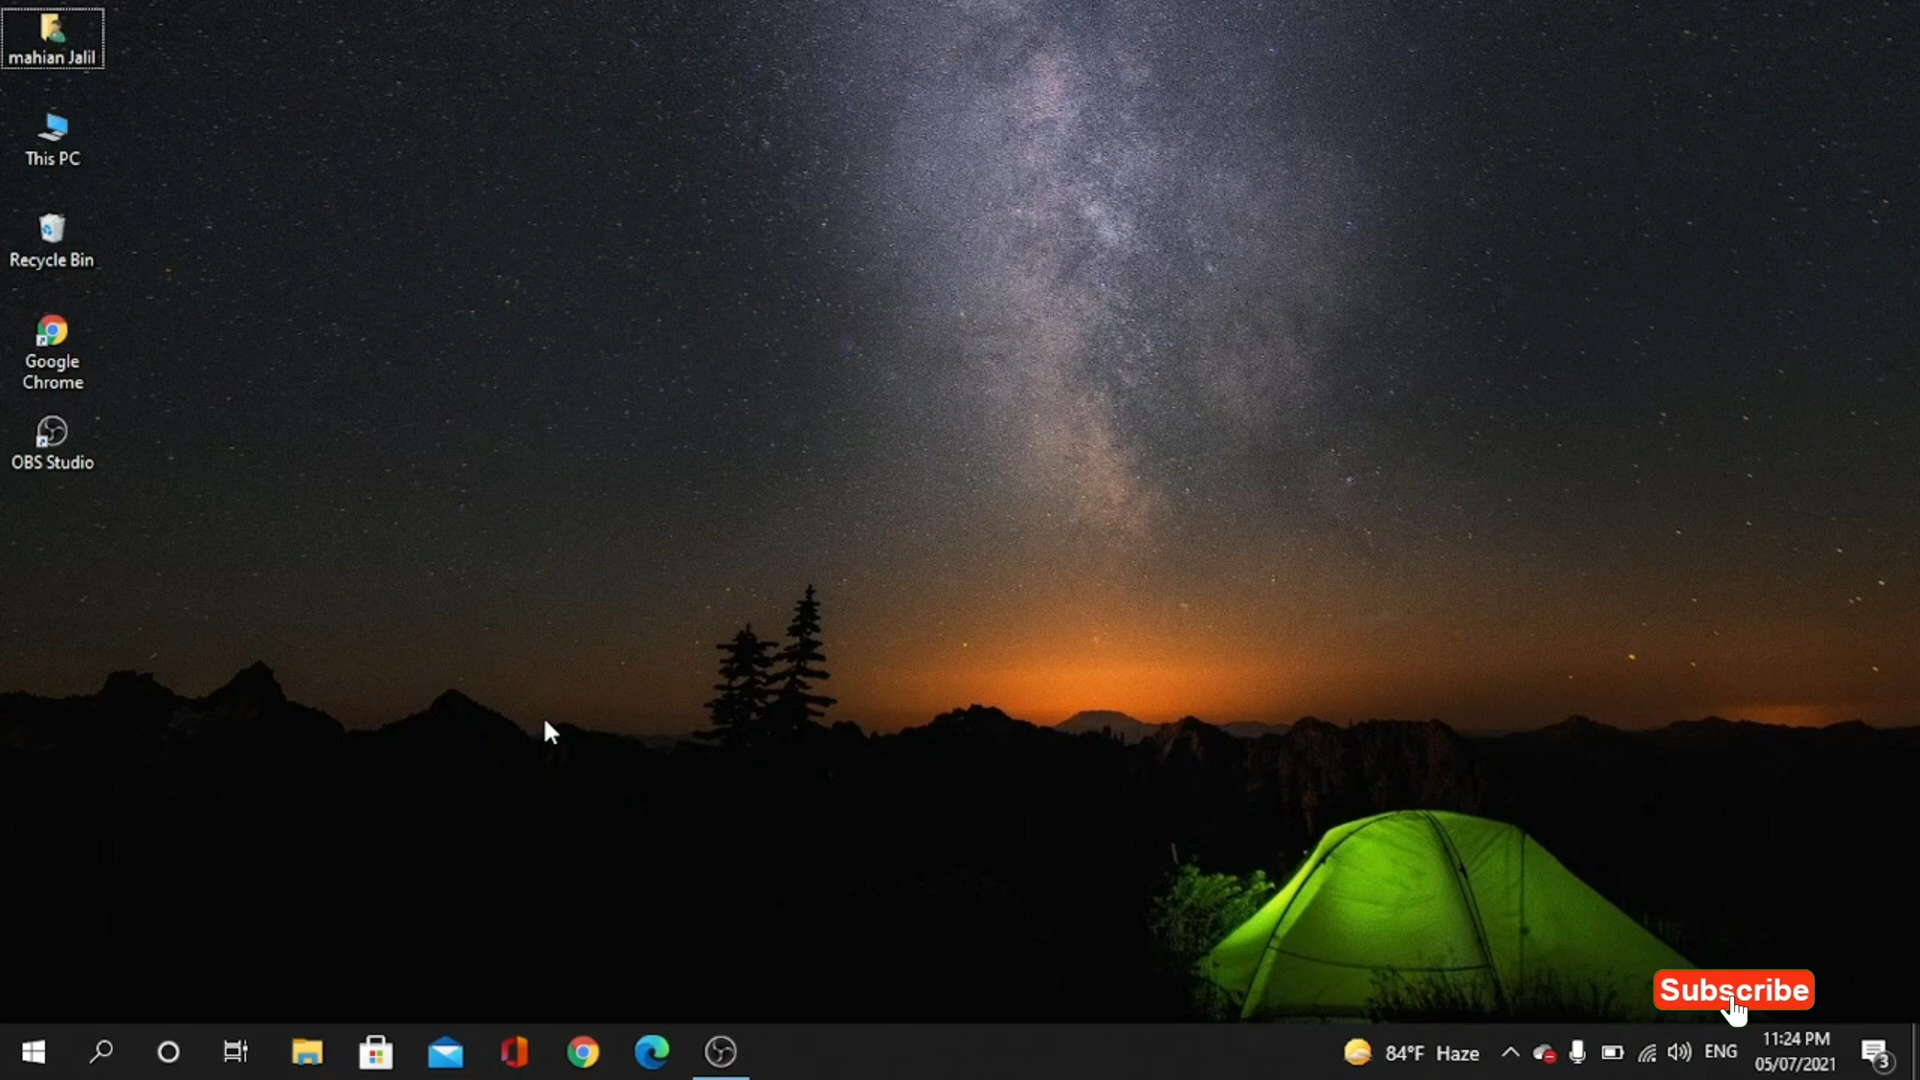 mahian Jalil
This PC
Recycle Bin
Google
Chrome
OBS Studio
Subscribe
84°F Haze
ENG
11:24 PM
05/07/2021
3